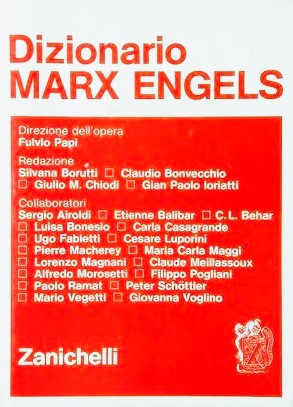 Dizionario
MARX ENGELS
Direzione dell'opera
Fulvio Papi
Redazione
Silvana Borutti □ Claudio Bonvecchio
□ Giulio M. Chiodi □ Gian Paolo Ioriatti
Collaboratori
Sergio Airoldi □ Etienne Balibar □ C. L. Behar
□ Luisa Bonesio □ Carla Casagrande
□ Ugo Fabietti □ Cesare Luporini
□ Pierre Macherey □ Maria Carla Maggi
□ Lorenzo Magnani □ Claude Meillassoux
□ Alfredo Morosetti □ Filippo Pogliani
□ Paolo Ramat □ Peter Schöttler
□ Mario Vegetti □ Giovanna Voglino
Zanichelli